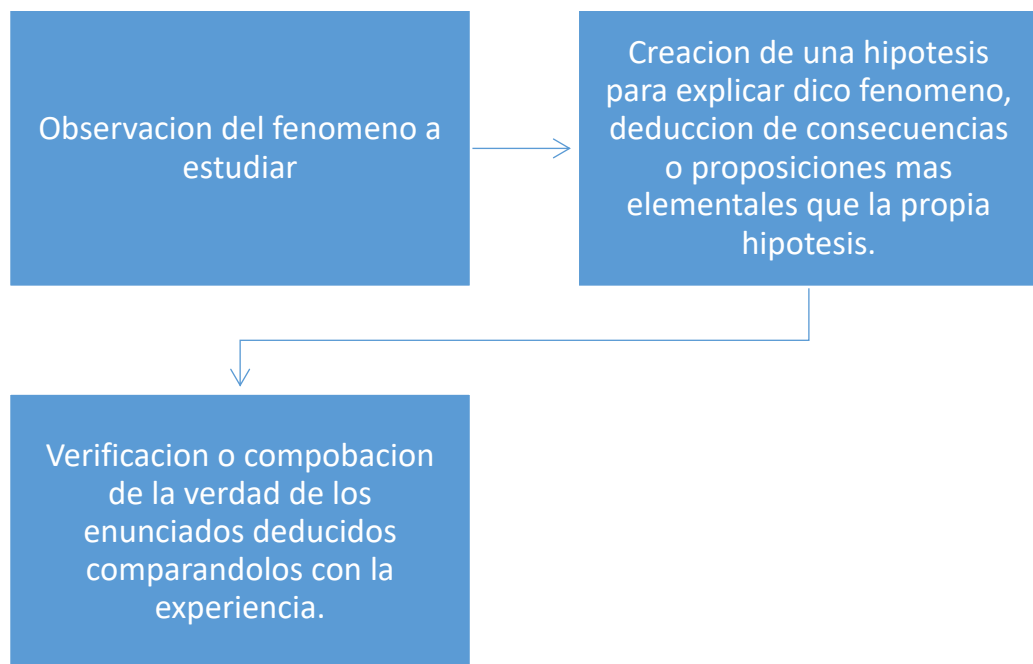 Observacion del fenomeno a
estudiar
Creacion de una hipotesis
para explicar dico fenomeno,
deduccion de consecuencias
o proposiciones mas
elementales que la propia
hipotesis.
Verificacion o compobacion
de la verdad de los
enunciados deducidos
comparandolos con la
experiencia.